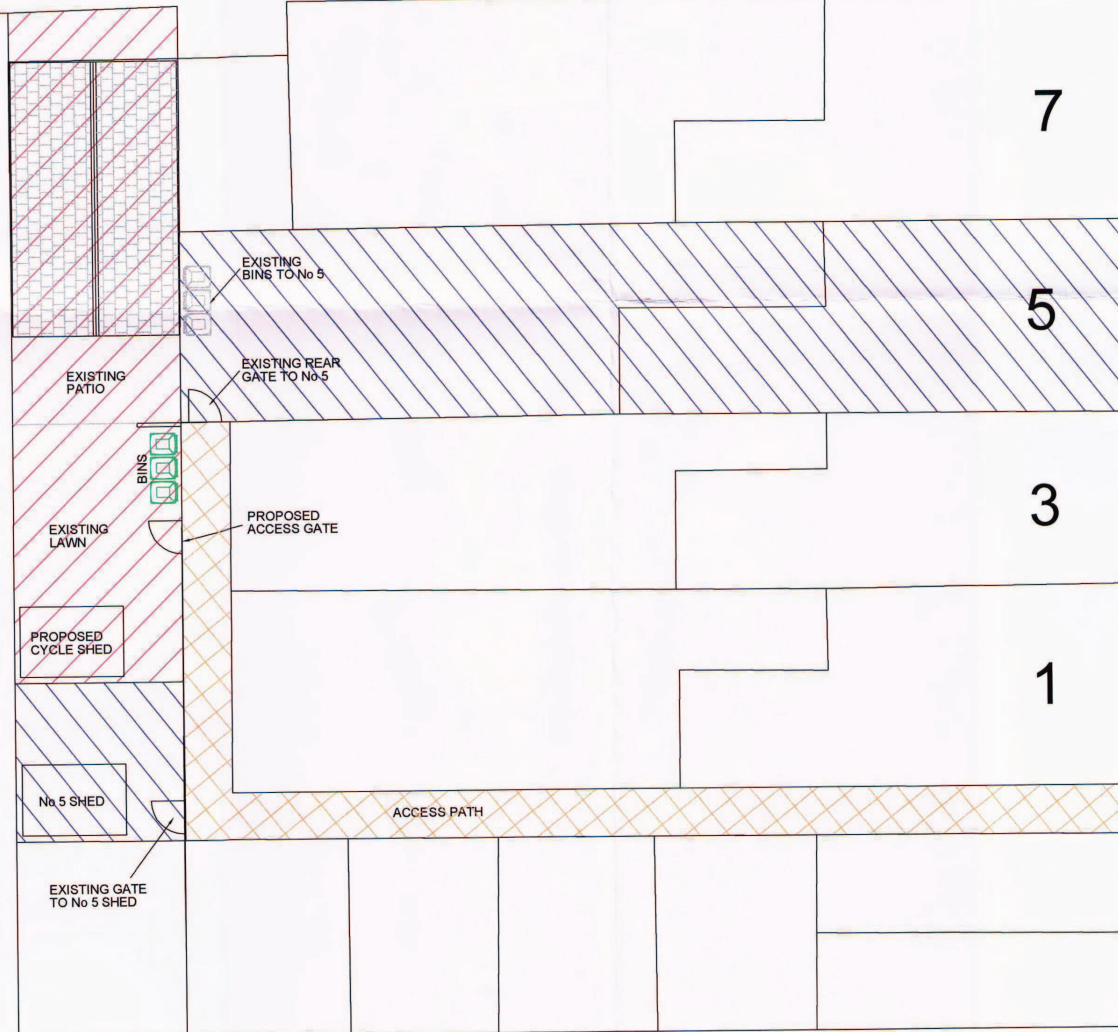 7
EXISTING
BINS TO No 5
5
EXISTING REAR
GATE TO No 5
EXISTING
PATIO
BINS
3
PROPOSED
ACCESS GATE
EXISTING
LAWN
PROPOSED
CYCLE SHED
1
No 5 SHED
ACCESS PATH
EXISTING GATE
TO No 5 SHED